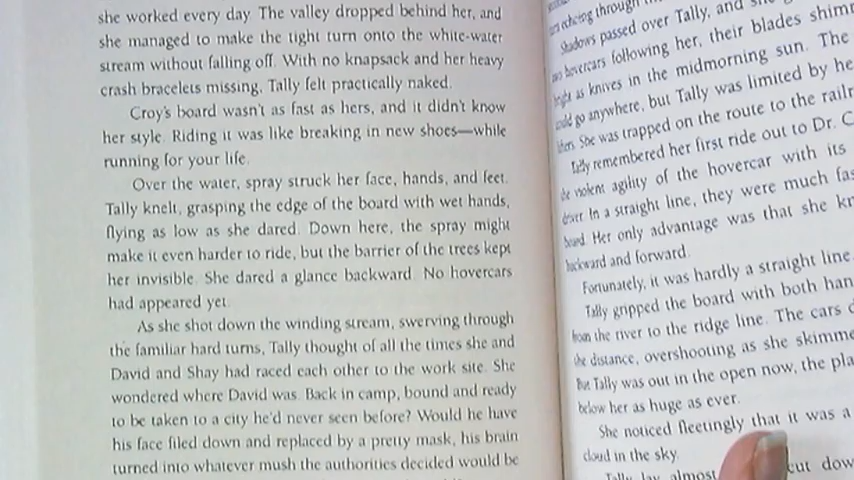 she worked every day. The valley dropped behind her, and
she managed to make the tight turn onto the white-water
stream without falling off. With no knapsack and her heavy
crash bracelets missing, Tally felt practically naked.
Croy's board wasn't as fast as hers, and it didn't know
her style. Riding it was like breaking in new shoes—while
running for your life.
Over the water, spray struck her face, hands, and feet.
Tally knelt, grasping the edge of the board with wet hands,
flying as low as she dared. Down here, the spray might
make it even harder to ride, but the barrier of the trees kept
her invisible. She dared a glance backward. No hovercars
had appeared yet.
As she shot down the winding stream, swerving through
the familiar hard turns, Tally thought of all the times she and
David and Shay had raced each other to the work site. She
wondered where David was. Back in camp, bound and ready
to be taken to a city he'd never seen before? Would he have
his face filed down and replaced by a pretty mask, his brain
turned into whatever mush the authorities decided would be
echoing through
Shadows passed over Tally, and she
hovercars following her, their blades shim
as knives in the midmorning sun. The
could go anywhere, but Tally was limited by he
She was trapped on the route to the railr
Tally remembered her first ride out to Dr. C
the violent agility of the hovercar with its
In a straight line, they were much fas
board. Her only advantage was that she kn
backward and forward.
Fortunately, it was hardly a straight line.
Tally gripped the board with both han
from the river to the ridge line. The cars
the distance, overshooting as she skimme
But Tally was out in the open now, the pla
below her as huge as ever.
She noticed fleetingly that it was a
cloud in the sky.
Tally lay almost
cut dow